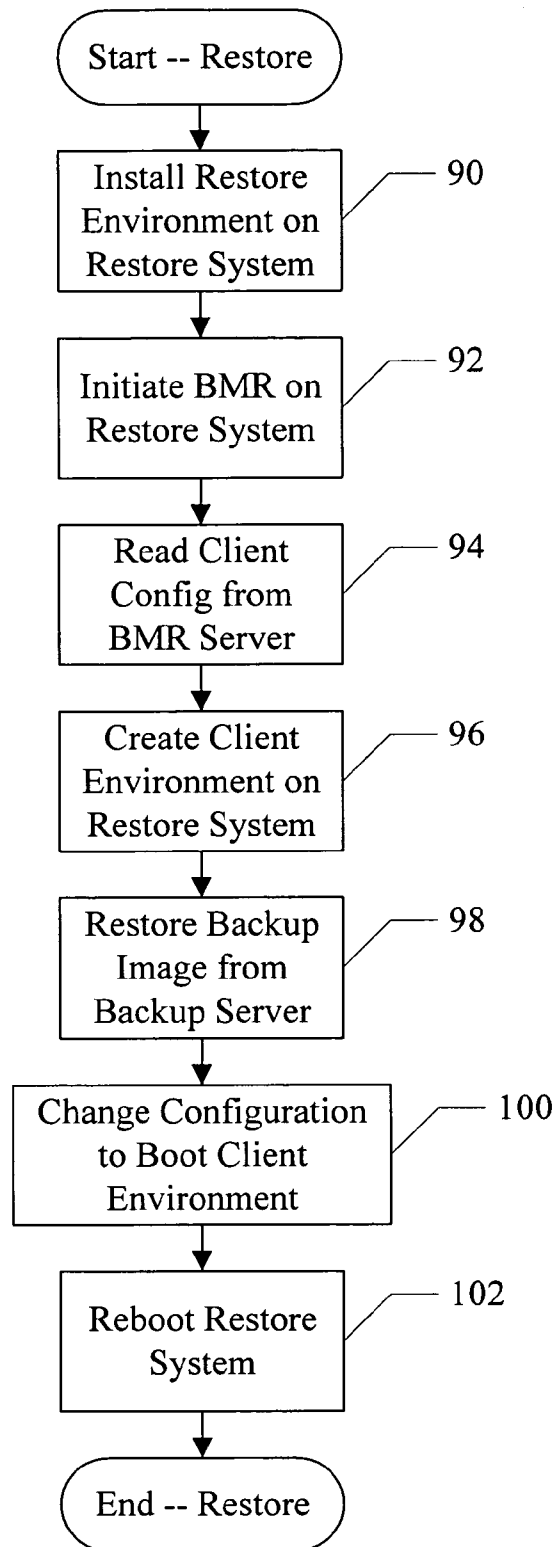 Start -- Restore
Install Restore
Environment on
Restore System
90
Initiate BMR on
Restore System
92
Read Client
Config from
BMR Server
94
Create Client
Environment on
Restore System
96
Restore Backup
Image from
Backup Server
98
Change Configuration
to Boot Client
Environment
100
Reboot Restore
System
102
End -- Restore